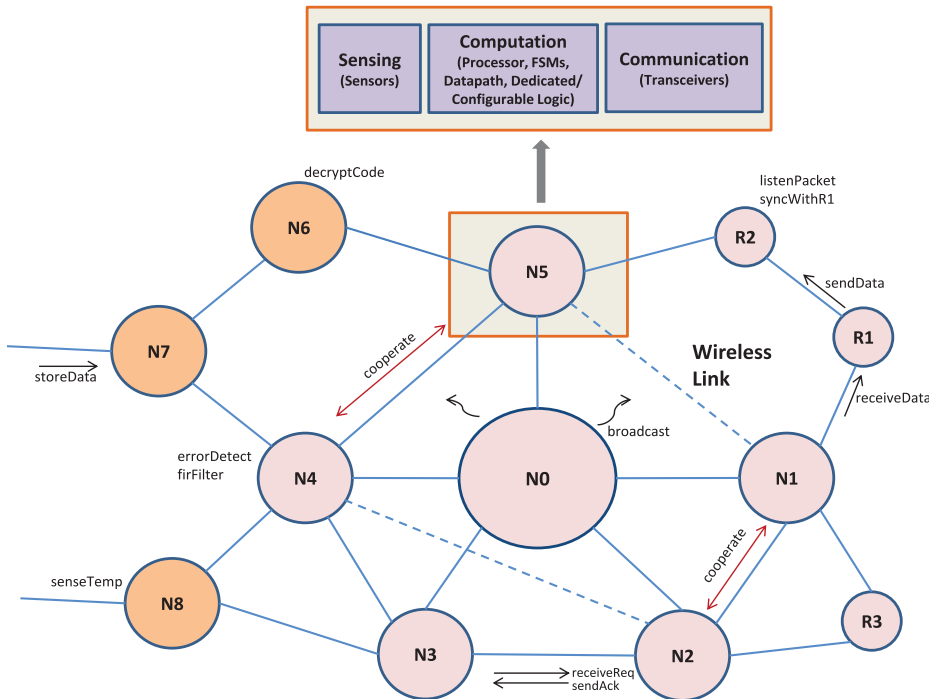 Sensing
(Sensors)
Computation
(Processor, FSMs,
Datapath, Dedicated/
Configurable Logic)
Communication
(Transceivers)
decryptCode
listenPacket
syncWithR1
N6
N5
R2
sendData
N7
storeData
cooperate
Wireless
Link
R1
receiveData
broadcast
errorDetect
firFilter
N4
N0
N1
senseTemp
cooperate
N8
R3
N3
N2
receiveReq
sendAck